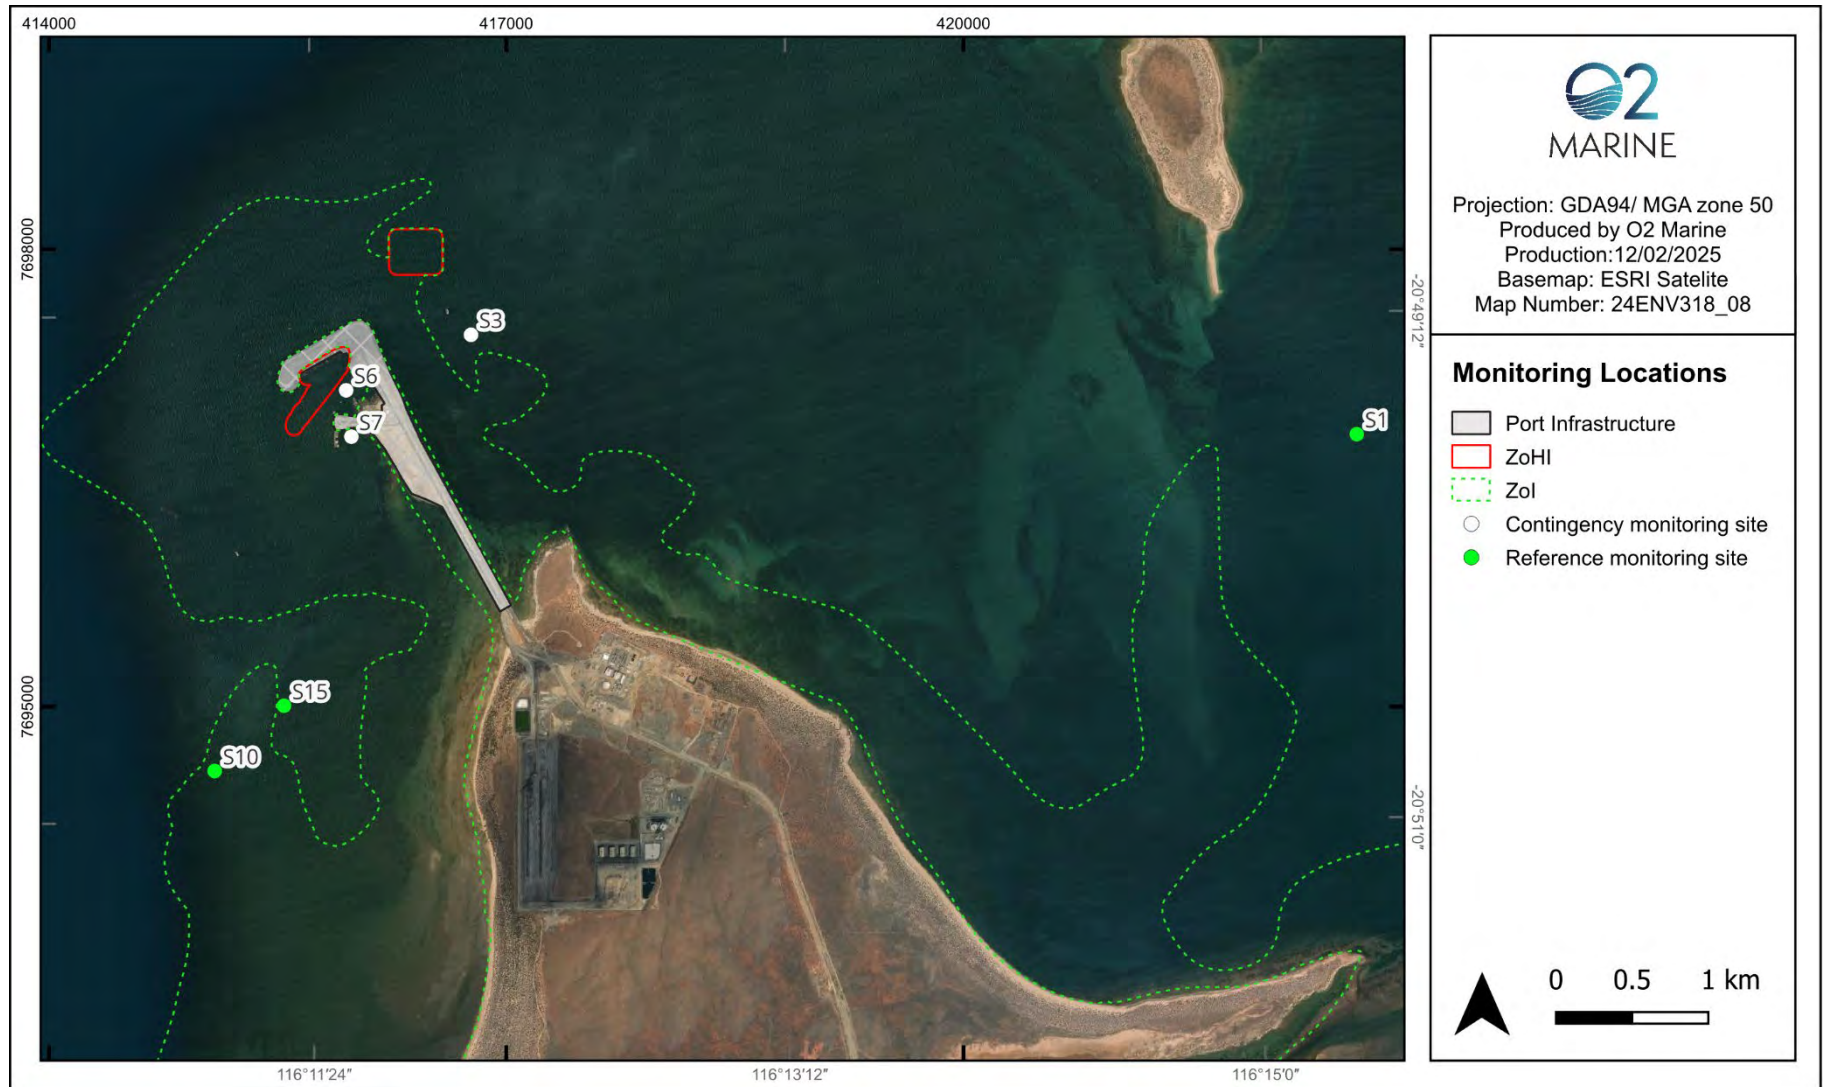 414000
417000
420000
7698000
7695000
S3
S6
S7
S1
S15
S10
-20°49'12"
-20°51'0"
116°11'24"
116°13'12"
116°15'0"
O2
MARINE
Projection: GDA94/ MGA zone 50
Produced by O2 Marine
Production:12/02/2025
Basemap: ESRI Satelite
Map Number: 24ENV318_08
Monitoring Locations
Port Infrastructure
ZoHI
ZoI
Contingency monitoring site
Reference monitoring site
0 0.5 1 km